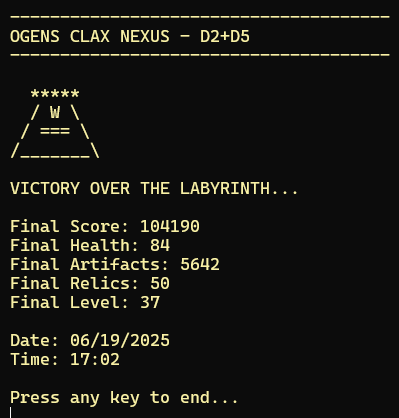 --------------------------------------
OGENS CLAX NEXUS - D2+D5
--------------------------------------
  *****
  / W \
 / === \
/_______\
VICTORY OVER THE LABYRINTH...
Final Score: 104190
Final Health: 84
Final Artifacts: 5642
Final Relics: 50
Final Level: 37
Date: 06/19/2025
Time: 17:02
Press any key to end...